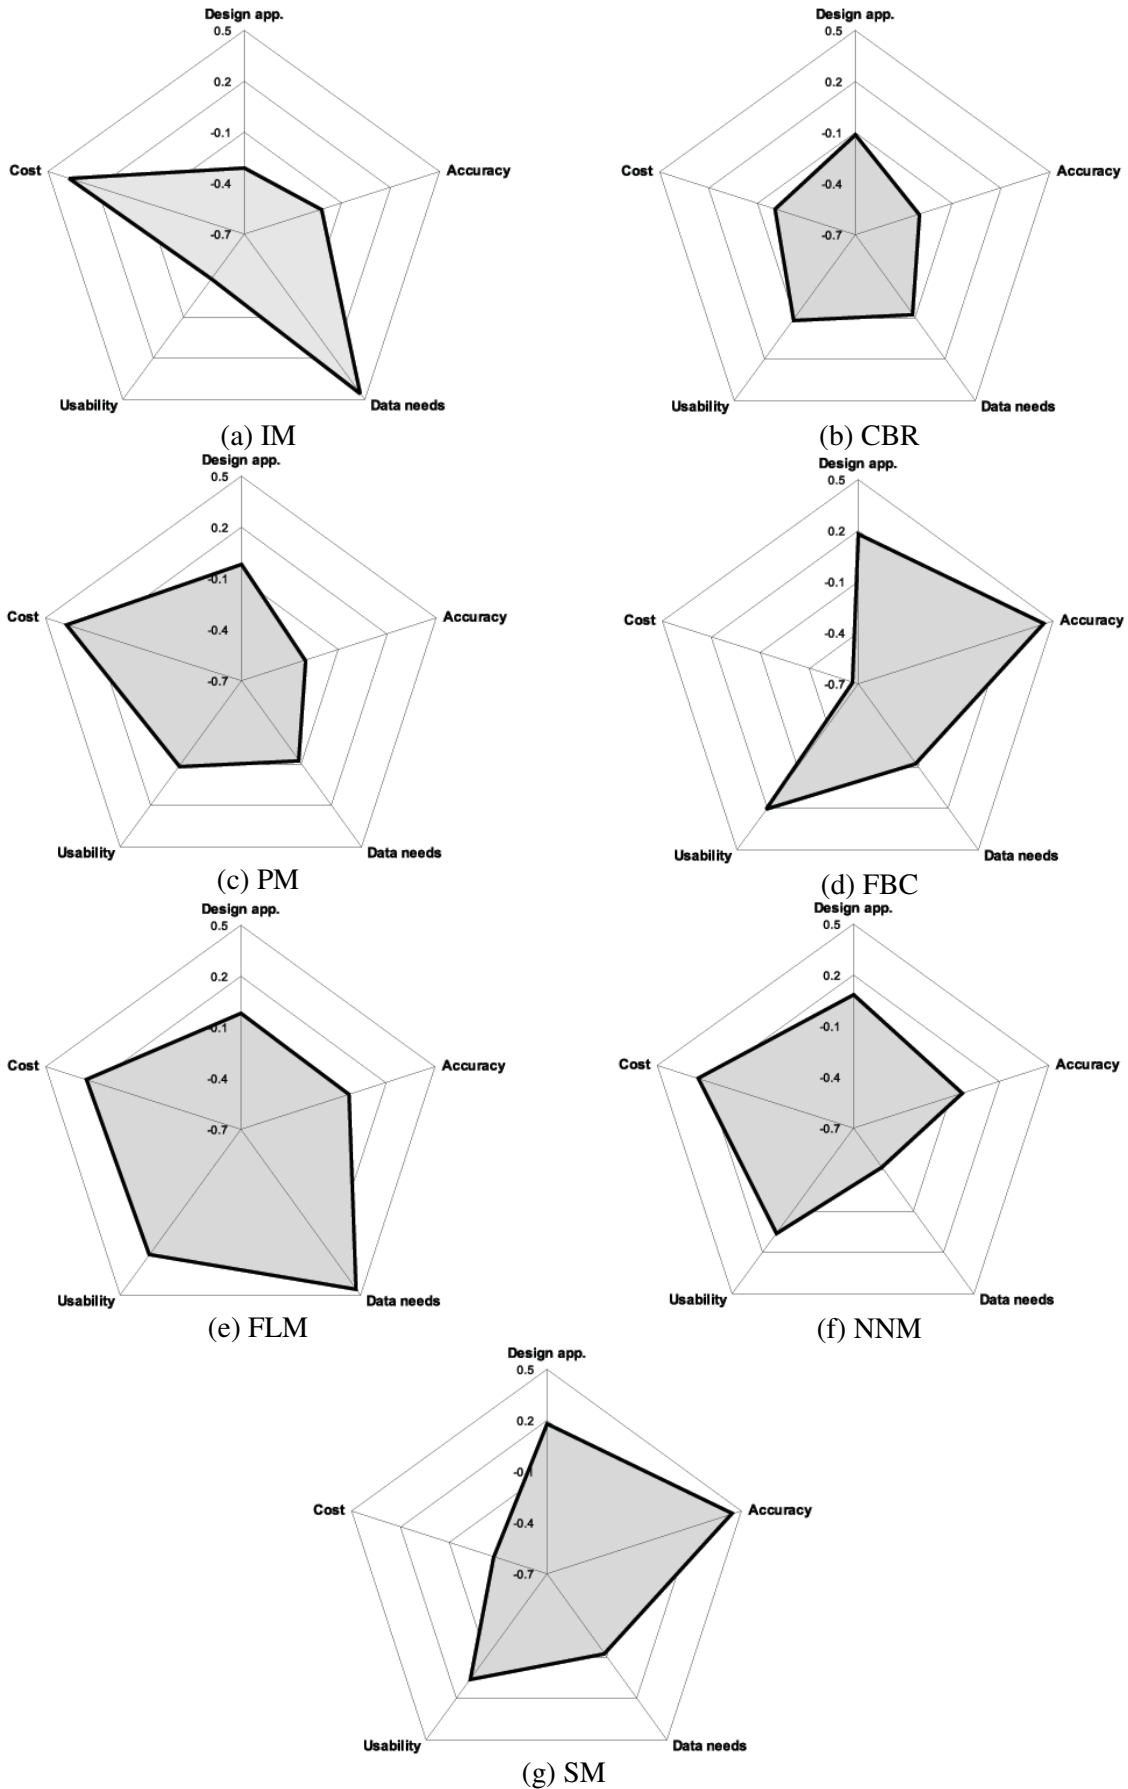 Design app.
0.5
0.2
-0.1
-0.4
-0.7
Cost
Accuracy
Usability
Data needs
(a) IM
Design app.
0.5
0.2
-0.1
-0.4
-0.7
Cost
Accuracy
Usability
Data needs
(b) CBR
Design app.
0.5
0.2
-0.1
-0.4
-0.7
Cost
Accuracy
Usability
Data needs
(c) PM
Design app.
0.5
0.2
-0.1
-0.4
-0.7
Cost
Accuracy
Usability
Data needs
(d) FBC
Design app.
0.5
0.2
-0.1
-0.4
-0.7
Cost
Accuracy
Usability
Data needs
(e) FLM
Design app.
0.5
0.2
-0.1
-0.4
-0.7
Cost
Accuracy
Usability
Data needs
(f) NNM
Design app.
0.5
0.2
-0.1
-0.4
-0.7
Cost
Accuracy
Usability
Data needs
(g) SM